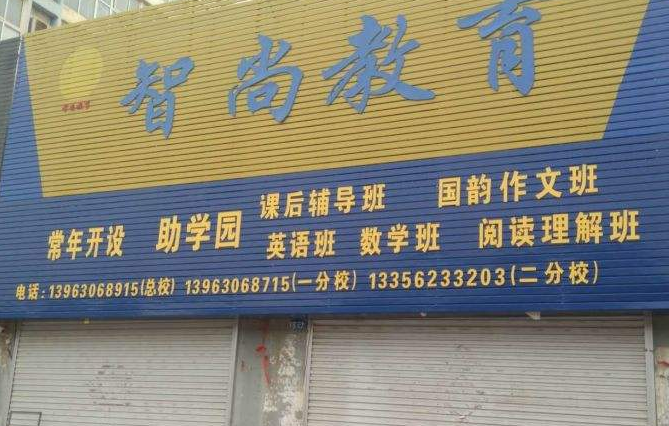 智尚教育
课后辅导班 国韵作文班
常年开设 助学园 英语班 数学班 阅读理解班
电话:13963068915(总校) 13963068715(一分校) 13356233203(二分校)